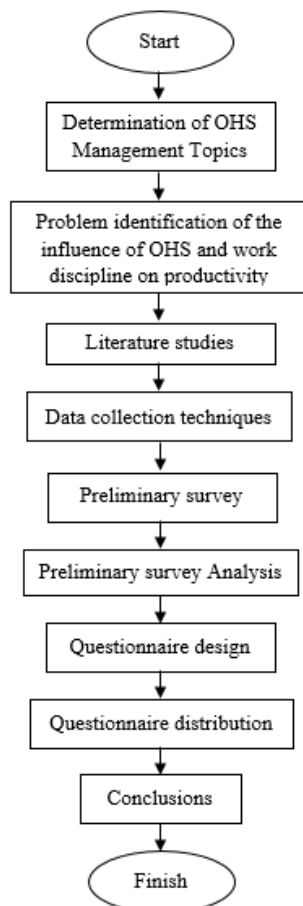 Start
Determination of OHS
Management Topics
Problem identification of the
influence of OHS and work
discipline on productivity
Literature studies
Data collection techniques
Preliminary survey
Preliminary survey Analysis
Questionnaire design
Questionnaire distribution
Conclusions
Finish